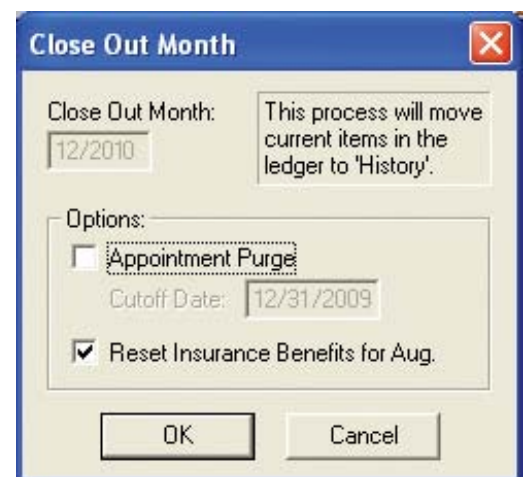 Close Out Month
Close Out Month:
12/2010
This process will move
current items in the
ledger to 'History'.
Options:
Appointment Purge
Cutoff Date: 12/31/2009
Reset Insurance Benefits for Aug.
OK
Cancel